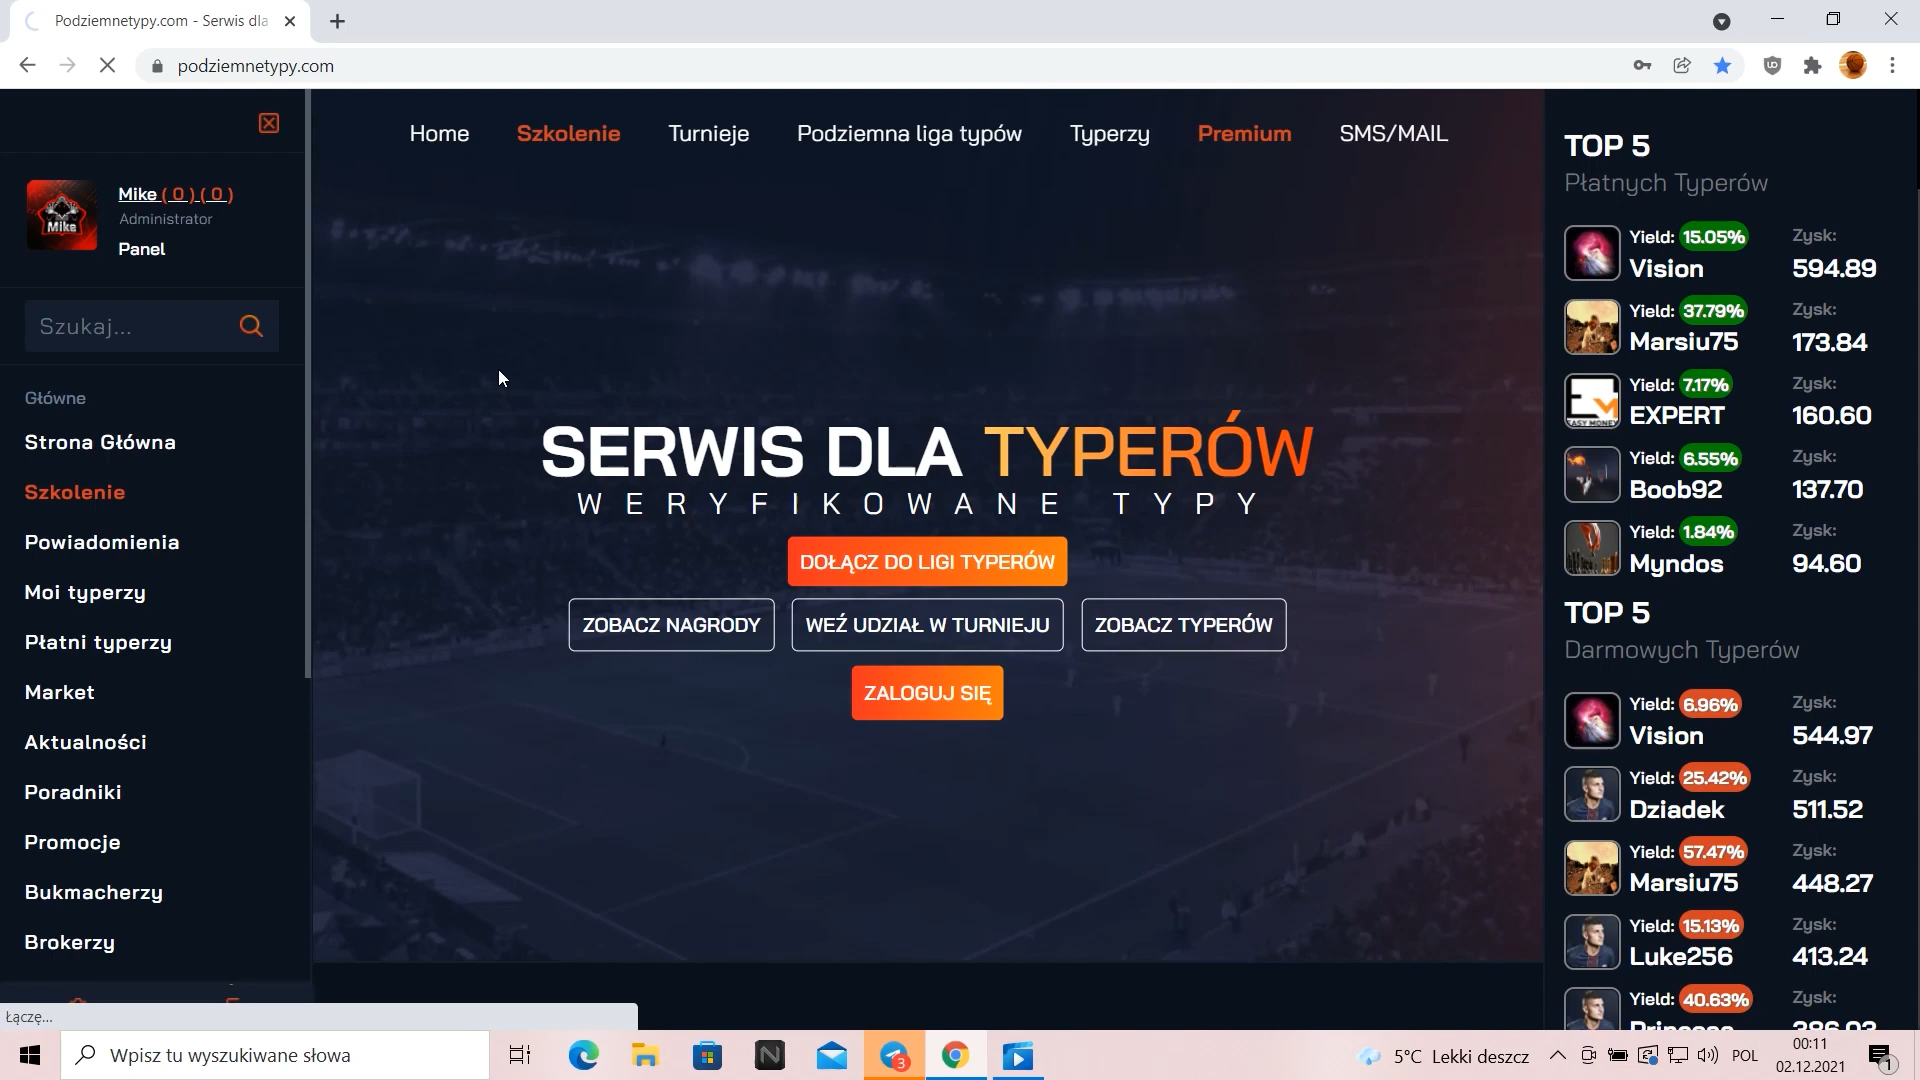 Podziemnetypy.com - Serwis dla
podziemnetypy.com
Mike ( 0 ) ( 0 )
Administrator
Panel
Szukaj...
Główne
Strona Główna
Szkolenie
Powiadomienia
Moi typerzy
Płatni typerzy
Market
Aktualności
Poradniki
Promocje
Bukmacherzy
Brokerzy
Łączę...
Home Szkolenie Turnieje Podziemna liga typów Typerzy Premium SMS/MAIL
SERWIS DLA TYPERÓW
WERYFIKOWANE TYPY
DOŁĄCZ DO LIGI TYPERÓW
ZOBACZ NAGRODY WEŹ UDZIAŁ W TURNIEJU ZOBACZ TYPERÓW
ZALOGUJ SIĘ
TOP 5
Płatnych Typerów
Yield: 15.05% Zysk:
Vision 594.89
Yield: 37.79% Zysk:
Marsiu75 173.84
Yield: 7.17% Zysk:
EXPERT 160.60
Yield: 6.55% Zysk:
Boob92 137.70
Yield: 1.84% Zysk:
Myndos 94.60
TOP 5
Darmowych Typerów
Yield: 6.96% Zysk:
Vision 544.97
Yield: 25.42% Zysk:
Dziadek 511.52
Yield: 57.47% Zysk:
Marsiu75 448.27
Yield: 15.13% Zysk:
Luke256 413.24
Yield: 40.63% Zysk:
Wpisz tu wyszukiwane słowa
3
5°C Lekki deszcz
POL
00:11
02.12.2021
1